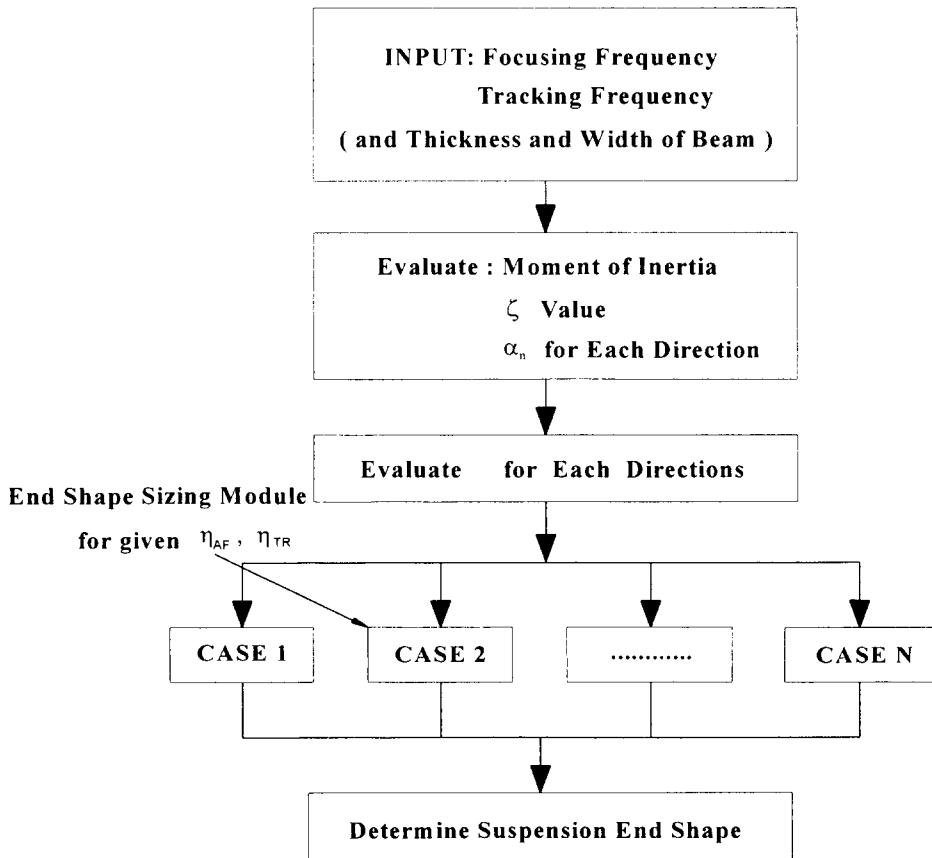 INPUT: Focusing Frequency
Tracking Frequency
( and Thickness and Width of Beam )
Evaluate : Moment of Inertia
ζ Value
αₙ for Each Direction
Evaluate for Each Directions
End Shape Sizing Module
for given η_AF , η_TR
CASE 1
CASE 2
............
CASE N
Determine Suspension End Shape